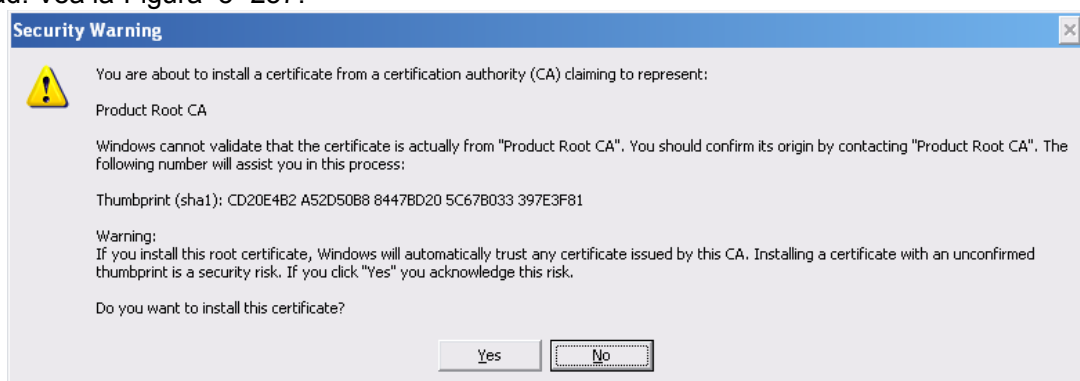 Security Warning
You are about to install a certificate from a certification authority (CA) claiming to represent:
Product Root CA
Windows cannot validate that the certificate is actually from "Product Root CA". You should confirm its origin by contacting "Product Root CA". The
following number will assist you in this process:
Thumbprint (sha1): CD20E4B2 A52D50B8 8447BD20 5C67B033 397E3F81
Warning:
If you install this root certificate, Windows will automatically trust any certificate issued by this CA. Installing a certificate with an unconfirmed
thumbprint is a security risk. If you click "Yes" you acknowledge this risk.
Do you want to install this certificate?
Yes No